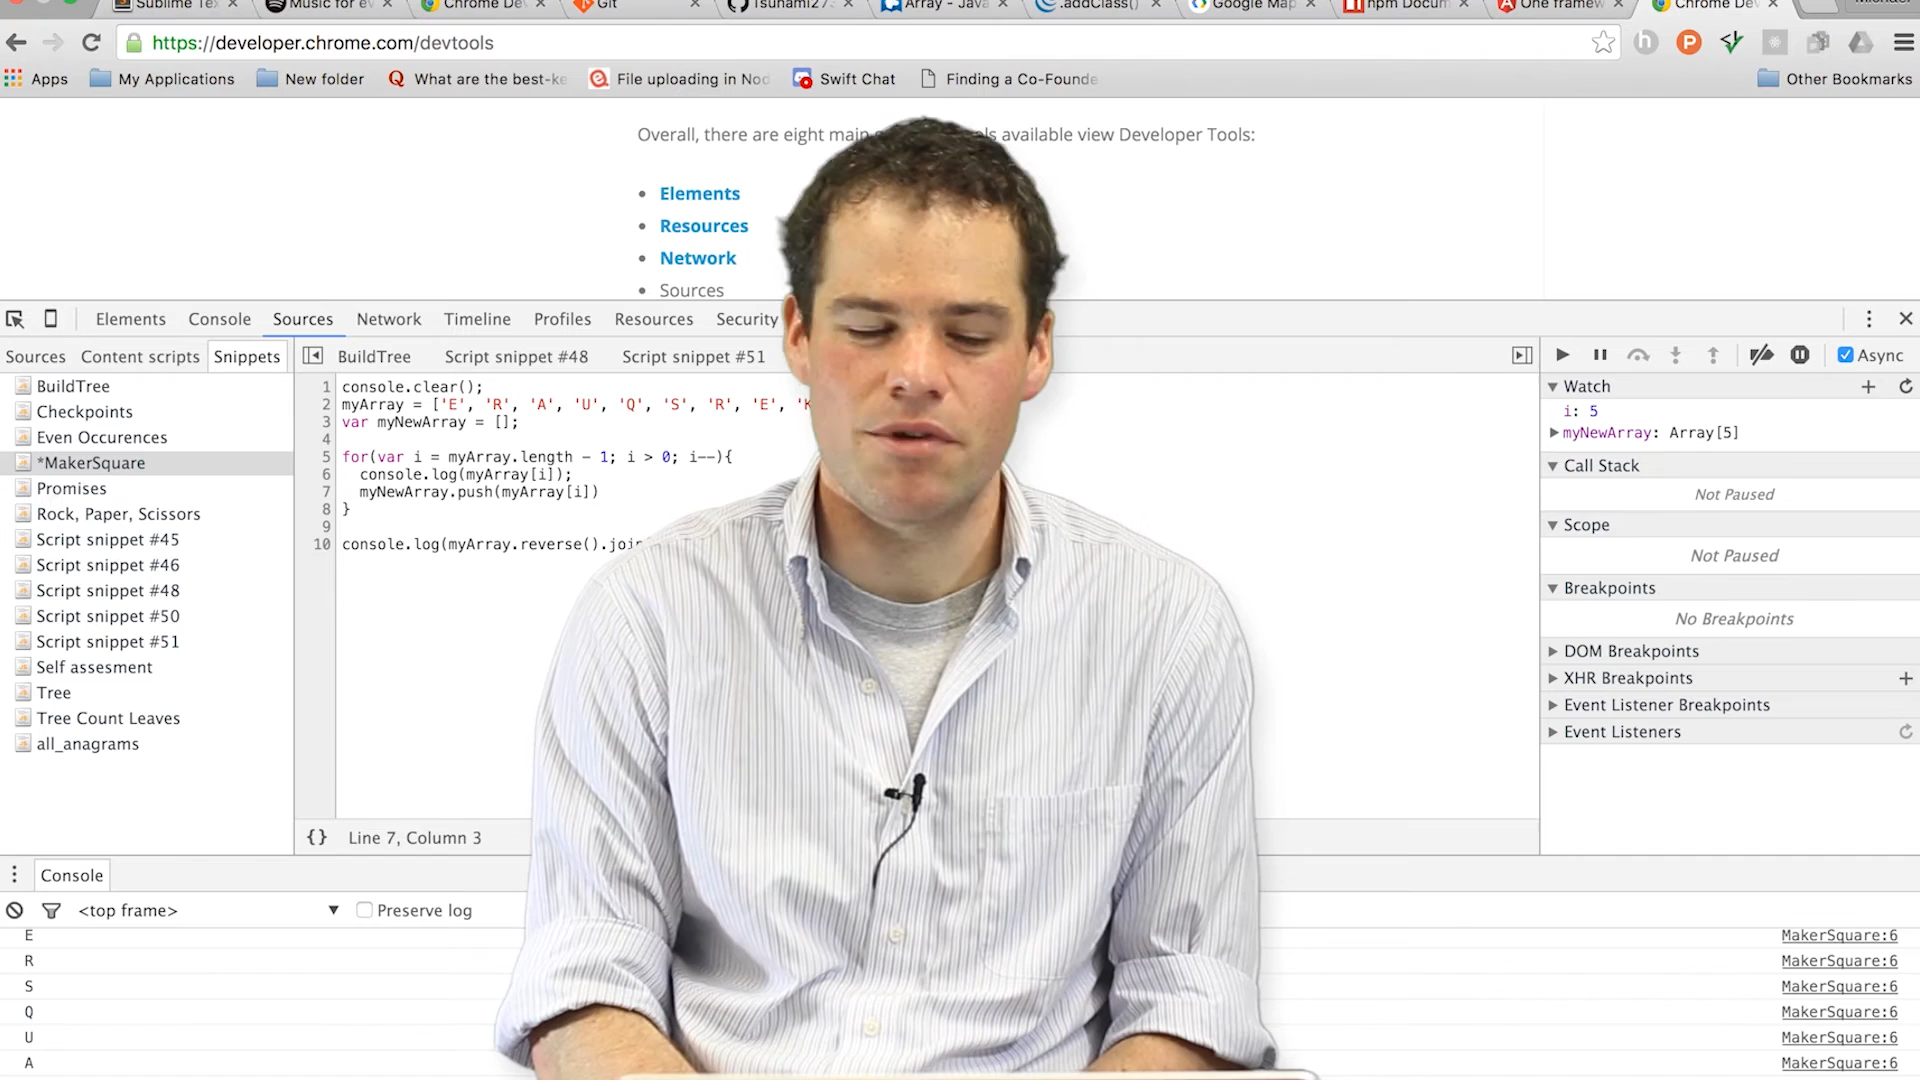 Sublime Tex
Music for ev
Chrome Dev
Git
Tsunami27
Array - Java
.addClass()
Google Map
npm Docum
One framew
Chrome Dev
https://developer.chrome.com/devtools
Apps
My Applications
New folder
What are the best-ke
File uploading in Nod
Swift Chat
Finding a Co-Founde
Other Bookmarks
Overall, there are eight main available view Developer Tools:
Elements
Resources
Network
Sources
Elements Console Sources Network Timeline Profiles Resources Security
Sources Content scripts Snippets
BuildTree Script snippet #48 Script snippet #51
BuildTree
Checkpoints
Even Occurences
*MakerSquare
Promises
Rock, Paper, Scissors
Script snippet #45
Script snippet #46
Script snippet #48
Script snippet #50
Script snippet #51
Self assesment
Tree
Tree Count Leaves
all_anagrams
1 console.clear();
2 myArray = ['E', 'R', 'A', 'U', 'Q', 'S', 'R', 'E', 'K
3 var myNewArray = [];
4
5 for(var i = myArray.length - 1; i > 0; i--){
6 console.log(myArray[i]);
7 myNewArray.push(myArray[i])
8 }
9
10 console.log(myArray.reverse().join
{} Line 7, Column 3
Async
Watch
i: 5
myNewArray: Array[5]
Call Stack
Not Paused
Scope
Not Paused
Breakpoints
No Breakpoints
DOM Breakpoints
XHR Breakpoints
Event Listener Breakpoints
Event Listeners
Console
<top frame> Preserve log
E MakerSquare:6
R MakerSquare:6
S MakerSquare:6
Q MakerSquare:6
U MakerSquare:6
A MakerSquare:6